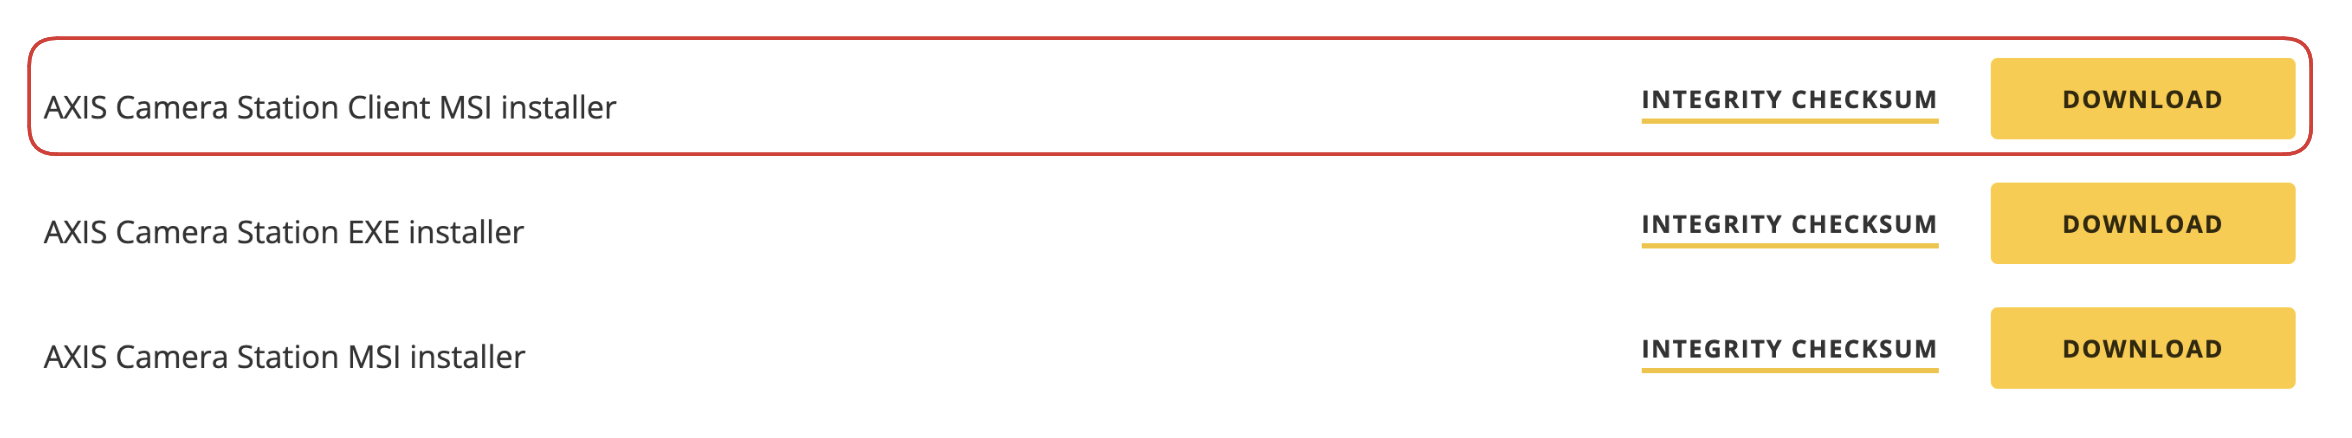 AXIS Camera Station Client MSI installer INTEGRITY CHECKSUM DOWNLOAD
AXIS Camera Station EXE installer INTEGRITY CHECKSUM DOWNLOAD
AXIS Camera Station MSI installer INTEGRITY CHECKSUM DOWNLOAD